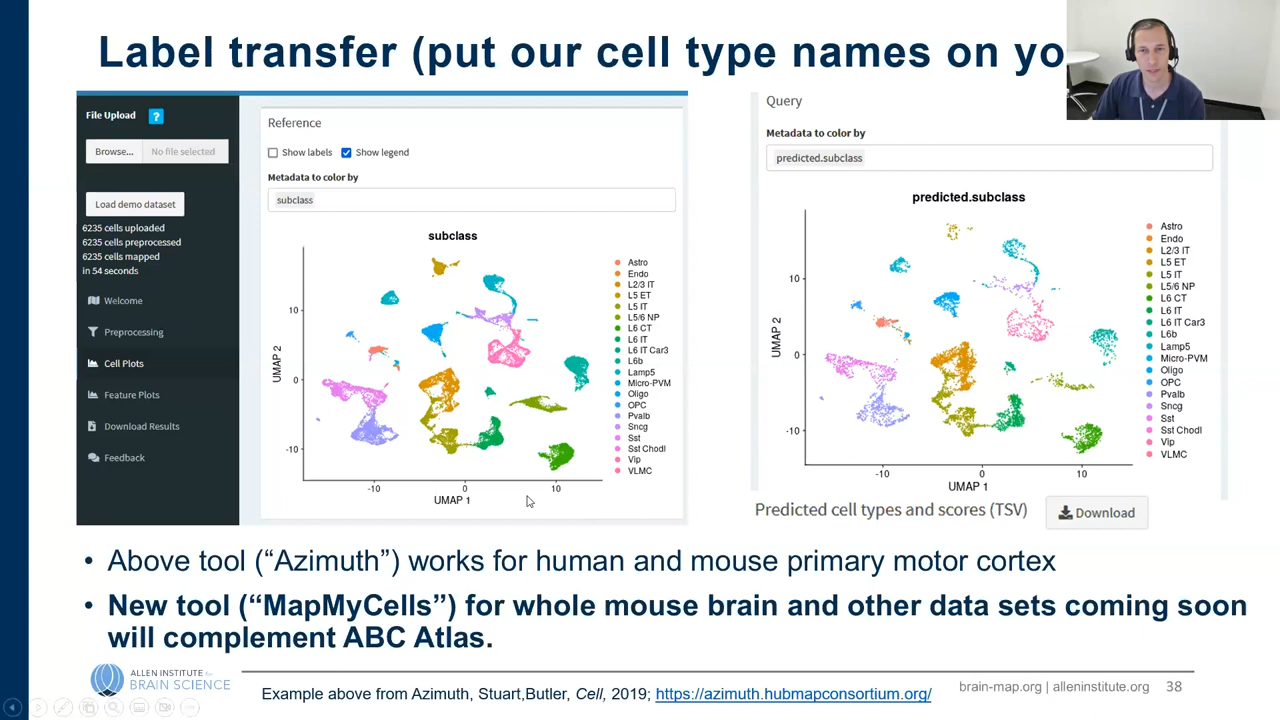 Label transfer (put our cell type names on yo
File Upload ?
Browse... No file selected
Load demo dataset
6235 cells uploaded
6235 cells preprocessed
6235 cells mapped
in 54 seconds
Welcome
Preprocessing
Cell Plots
Feature Plots
Download Results
Feedback
Reference
Show labels Show legend
Metadata to color by
subclass
subclass
UMAP 2
10
0
-10
-10 0 10
UMAP 1
Astro
Endo
L2/3 IT
L5 ET
L5 IT
L5/6 NP
L6 CT
L6 IT
L6 IT Car3
L6b
Lamp5
Micro-PVM
Oligo
OPC
Pvalb
Sncg
Sst
Sst Chodl
Vip
VLMC
Query
Metadata to color by
predicted.subclass
predicted.subclass
UMAP 2
10
0
-10
-10 0 10
UMAP 1
Astro
Endo
L2/3 IT
L5 ET
L5 IT
L5/6 NP
L6 CT
L6 IT
L6 IT Car3
L6b
Lamp5
Micro-PVM
Oligo
OPC
Pvalb
Sncg
Sst
Sst Chodl
Vip
VLMC
Predicted cell types and scores (TSV) Download
• Above tool (“Azimuth”) works for human and mouse primary motor cortex
• New tool (“MapMyCells”) for whole mouse brain and other data sets coming soon
will complement ABC Atlas.
ALLEN INSTITUTE for
BRAIN SCIENCE
Example above from Azimuth, Stuart,Butler, Cell, 2019; https://azimuth.hubmapconsortium.org/
brain-map.org | alleninstitute.org 38